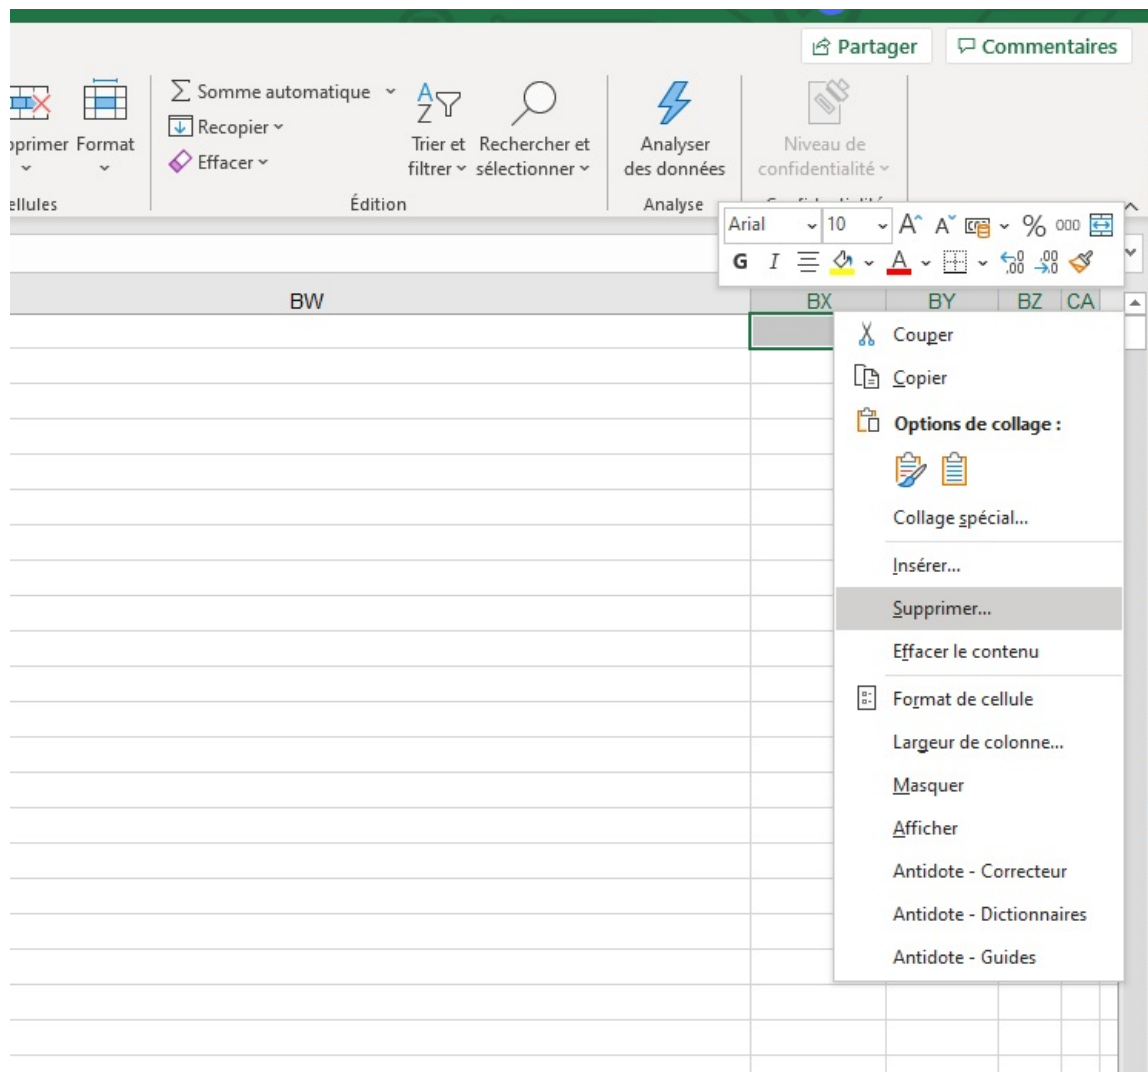 Partager
Commentaires
Somme automatique
Recopier
Effacer
Format
Trier et
filtrer
Rechercher et
sélectionner
Édition
Analyser
des données
Analyse
Niveau de
confidentialité
Arial
10
%
000
G
I
A
BW
BX
BY
BZ
CA
Couper
Copier
Options de collage :
Collage spécial...
Insérer...
Supprimer...
Effacer le contenu
Format de cellule
Largeur de colonne...
Masquer
Afficher
Antidote - Correcteur
Antidote - Dictionnaires
Antidote - Guides